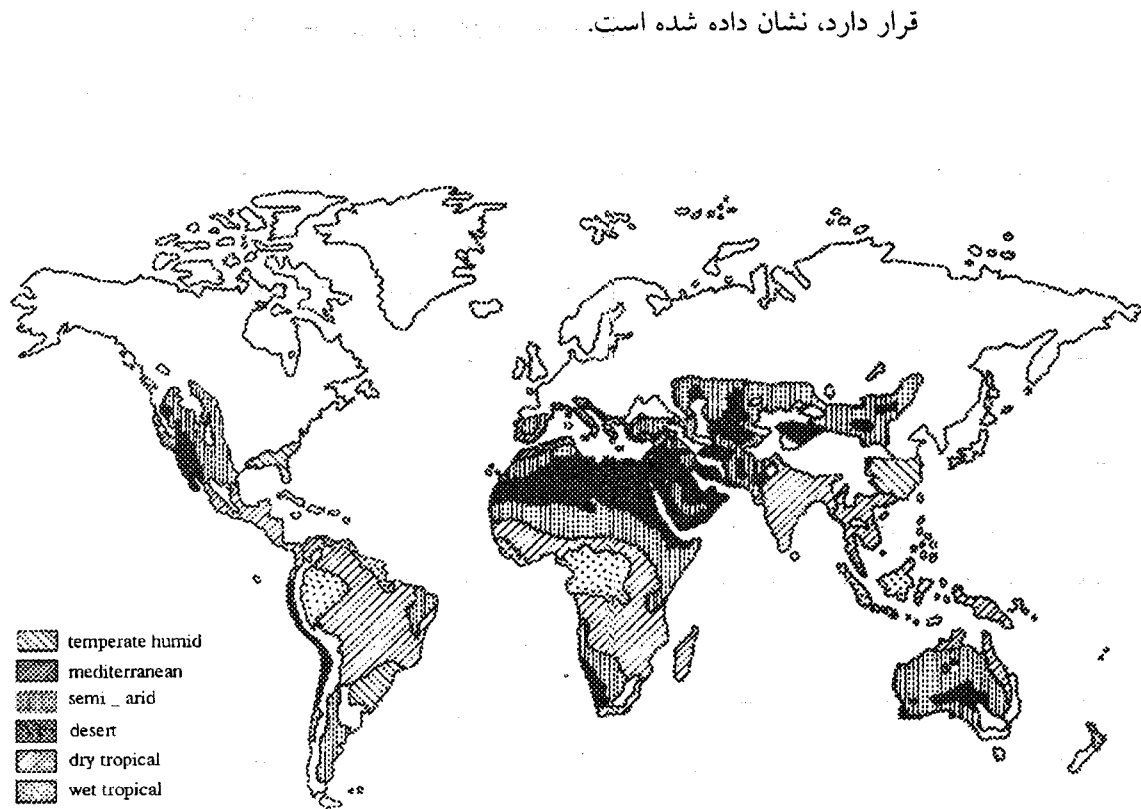 قرار دارد، نشان داده شده است.
temperate humid
mediterranean
semi _ arid
desert
dry tropical
wet tropical